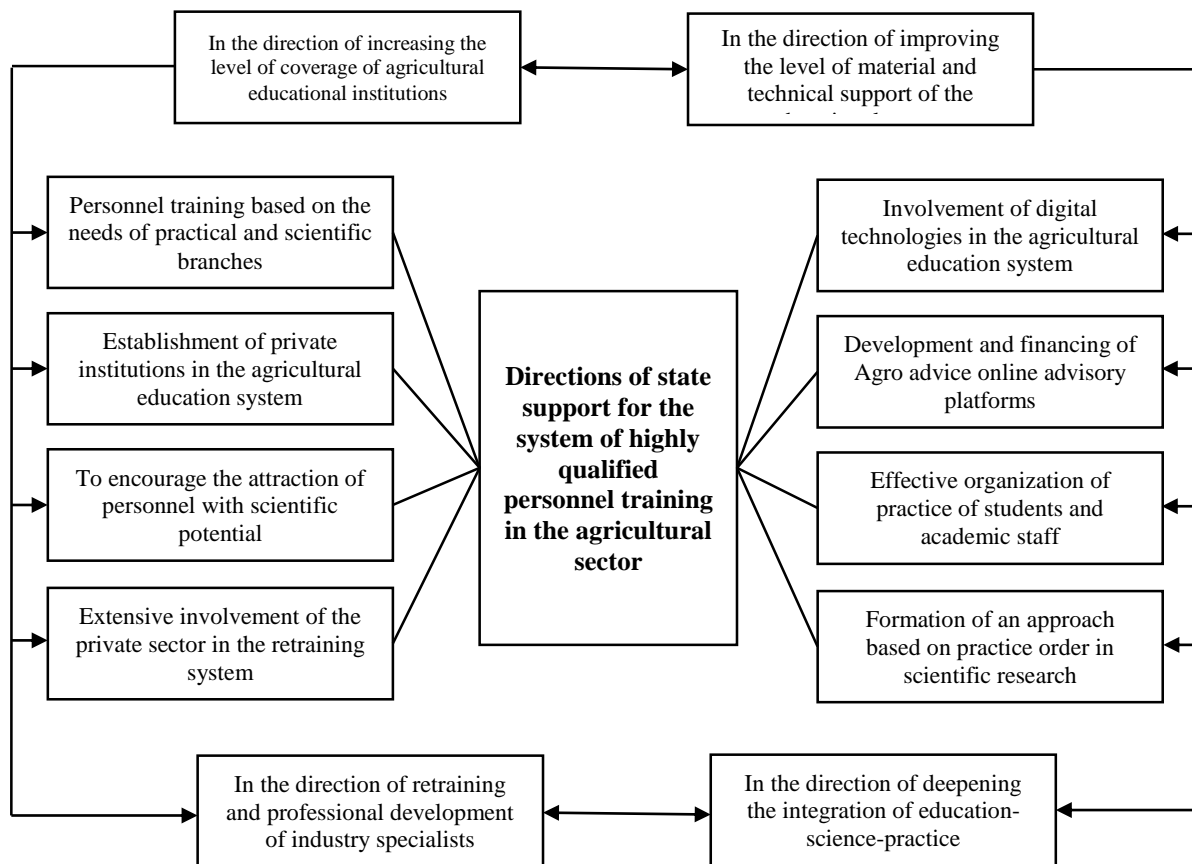 In the direction of increasing the
level of coverage of agricultural
educational institutions
In the direction of improving
the level of material and
technical support of the
Personnel training based on the
needs of practical and scientific
branches
Establishment of private
institutions in the agricultural
education system
To encourage the attraction of
personnel with scientific
potential
Extensive involvement of the
private sector in the retraining
system
Directions of state
support for the
system of highly
qualified
personnel training
in the agricultural
sector
Involvement of digital
technologies in the agricultural
education system
Development and financing of
Agro advice online advisory
platforms
Effective organization of
practice of students and
academic staff
Formation of an approach
based on practice order in
scientific research
In the direction of retraining
and professional development
of industry specialists
In the direction of deepening
the integration of education-
science-practice